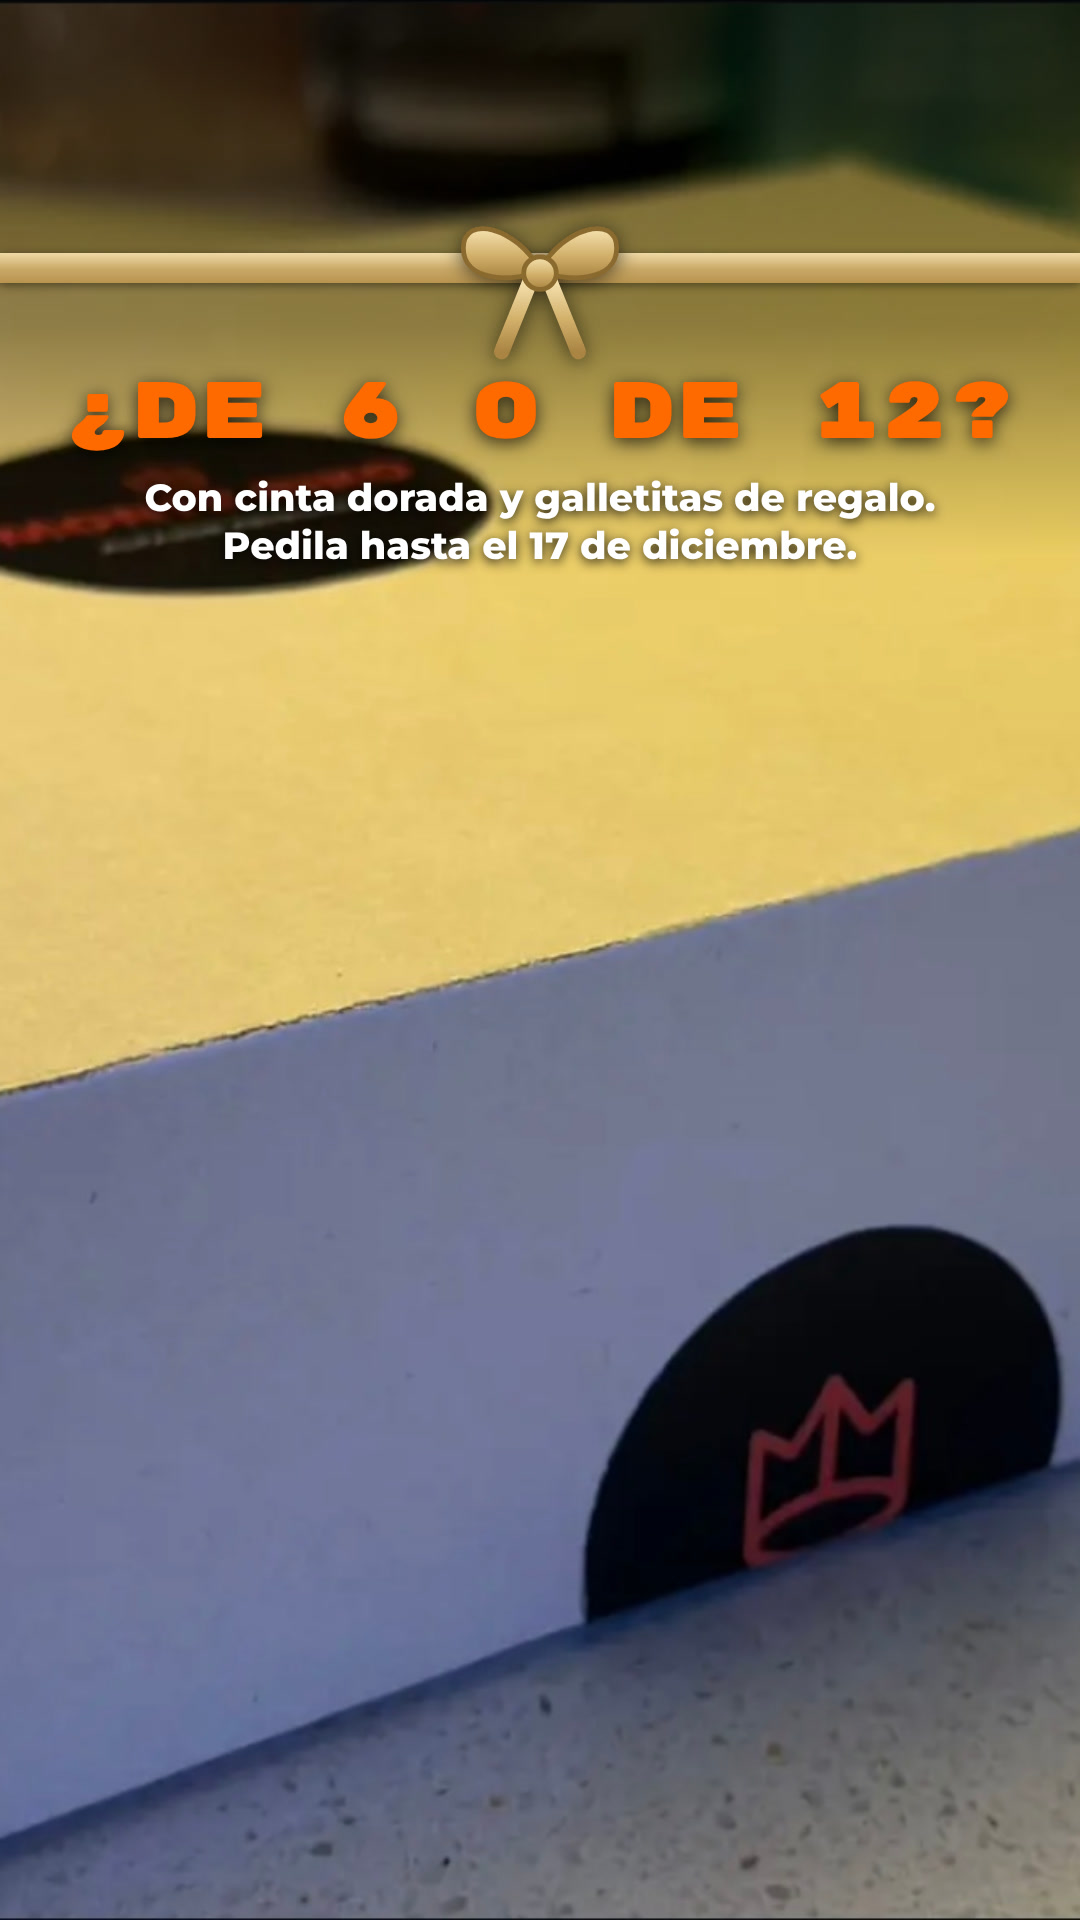 ¿DE 6 O DE 12?
Con cinta dorada y galletitas de regalo.
Pedila hasta el 17 de diciembre.